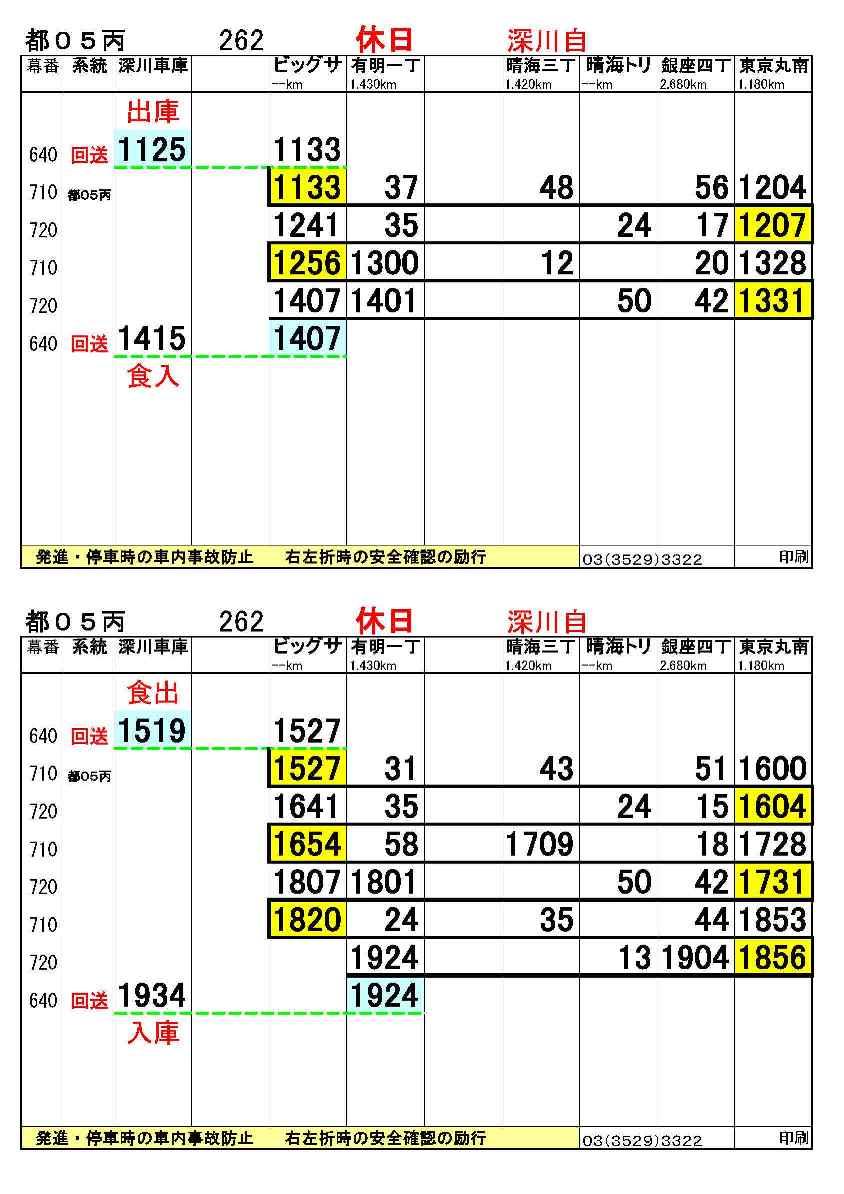 都０５丙 262 休日 深川自
幕番 系統 深川車庫 ビッグサ 有明一丁 晴海三丁 晴海トリ 銀座四丁 東京丸南
--km 1.430km 1.420km --km 2.680km 1.180km
出庫
640 回送 1125 1133
710 都05丙 1133 37 48 56 1204
720 1241 35 24 17 1207
710 1256 1300 12 20 1328
720 1407 1401 50 42 1331
640 回送 1415 1407
食入
発進・停車時の車内事故防止 右左折時の安全確認の励行 03(3529)3322 印刷
都０５丙 262 休日 深川自
幕番 系統 深川車庫 ビッグサ 有明一丁 晴海三丁 晴海トリ 銀座四丁 東京丸南
--km 1.430km 1.420km --km 2.680km 1.180km
食出
640 回送 1519 1527
710 都05丙 1527 31 43 51 1600
720 1641 35 24 15 1604
710 1654 58 1709 18 1728
720 1807 1801 50 42 1731
710 1820 24 35 44 1853
720 1924 13 1904 1856
640 回送 1934 1924
入庫
発進・停車時の車内事故防止 右左折時の安全確認の励行 03(3529)3322 印刷